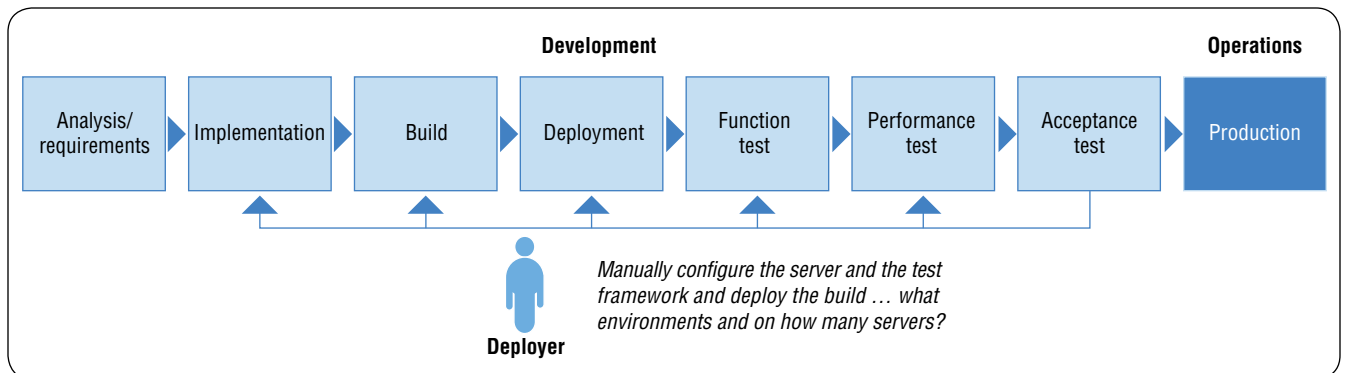 Development
Operations
Analysis/
requirements
Implementation
Build
Deployment
Function
test
Performance
test
Acceptance
test
Production
Manually configure the server and the test
framework and deploy the build … what
environments and on how many servers?
Deployer